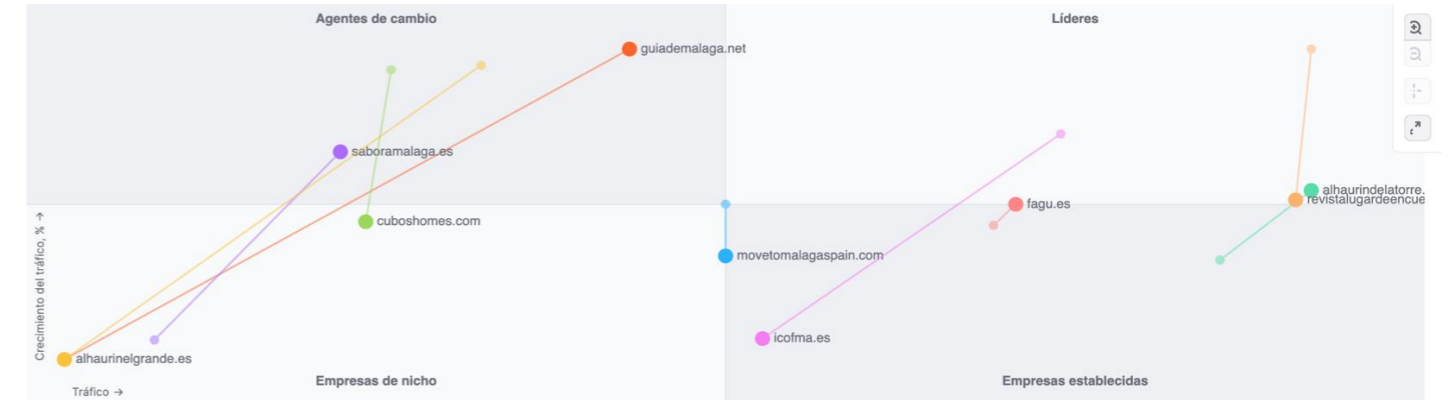 Agentes de cambio
Líderes
guiademalaga.net
saboramalaga.es
alhaurindelatorre.
revistalugardeencue
fagu.es
cuboshomes.com
movetomalagaspain.com
icofma.es
alhaurinelgrande.es
Crecimiento del tráfico, % →
Empresas de nicho
Empresas establecidas
Tráfico →